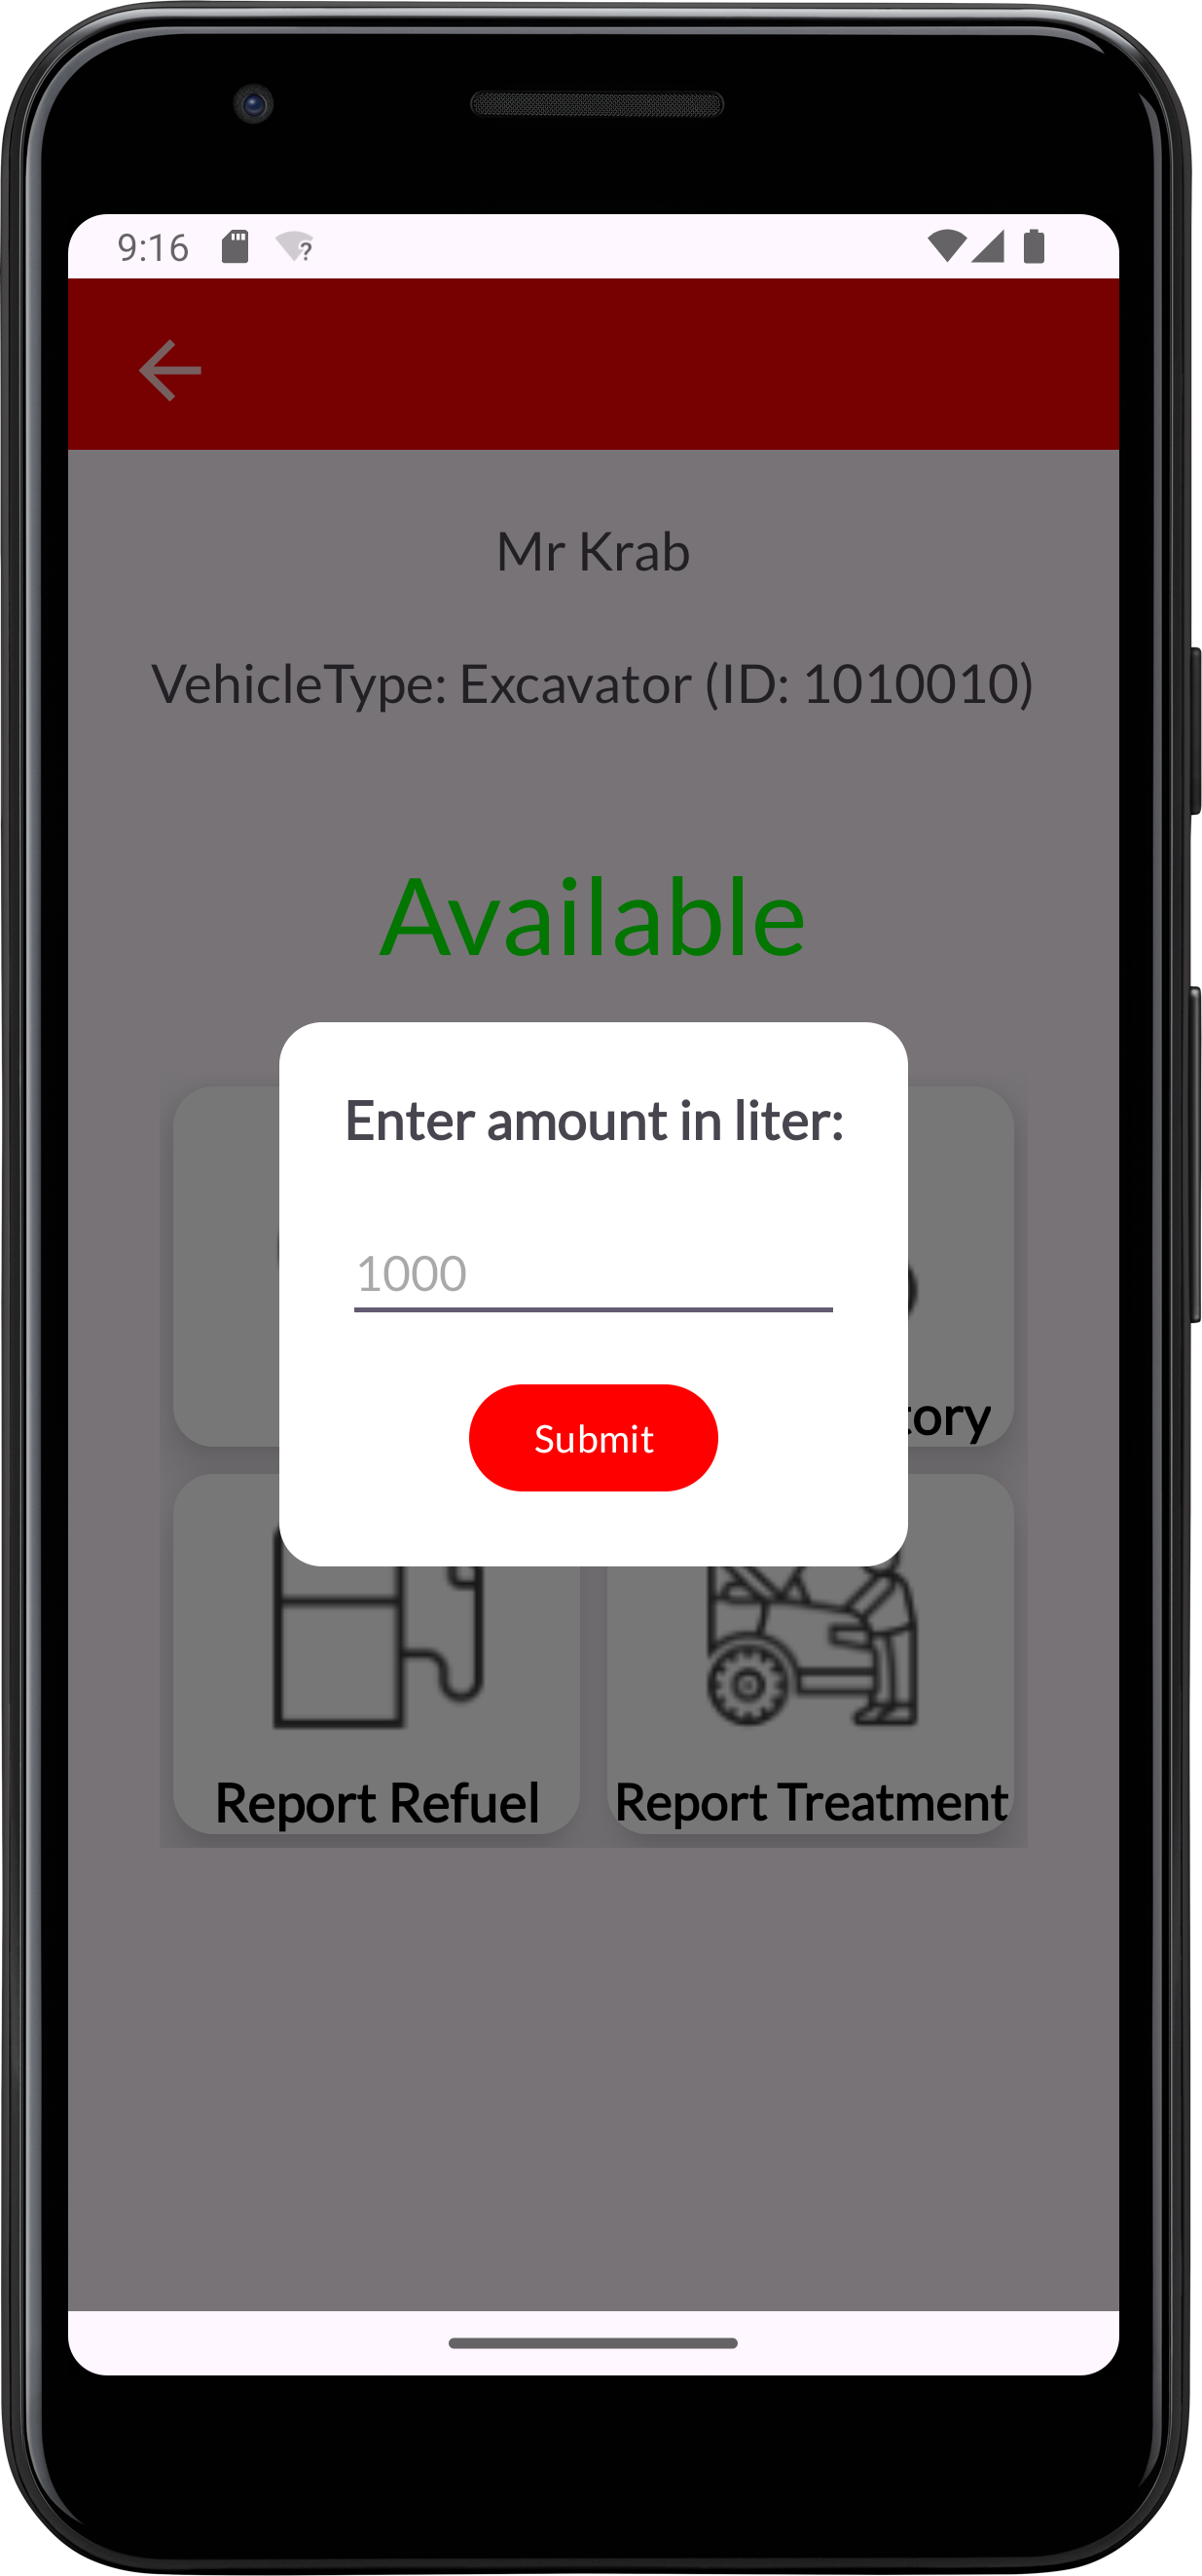 9:16
Mr Krab
VehicleType: Excavator (ID: 1010010)
Available
Enter amount in liter:
1000
tory
Submit
Report Refuel
Report Treatment